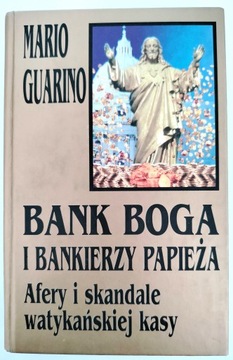 MARIO
GUARINO
BANK BOGA
I BANKIERZY PAPIEŻA
Afery i skandale
watykańskiej kasy